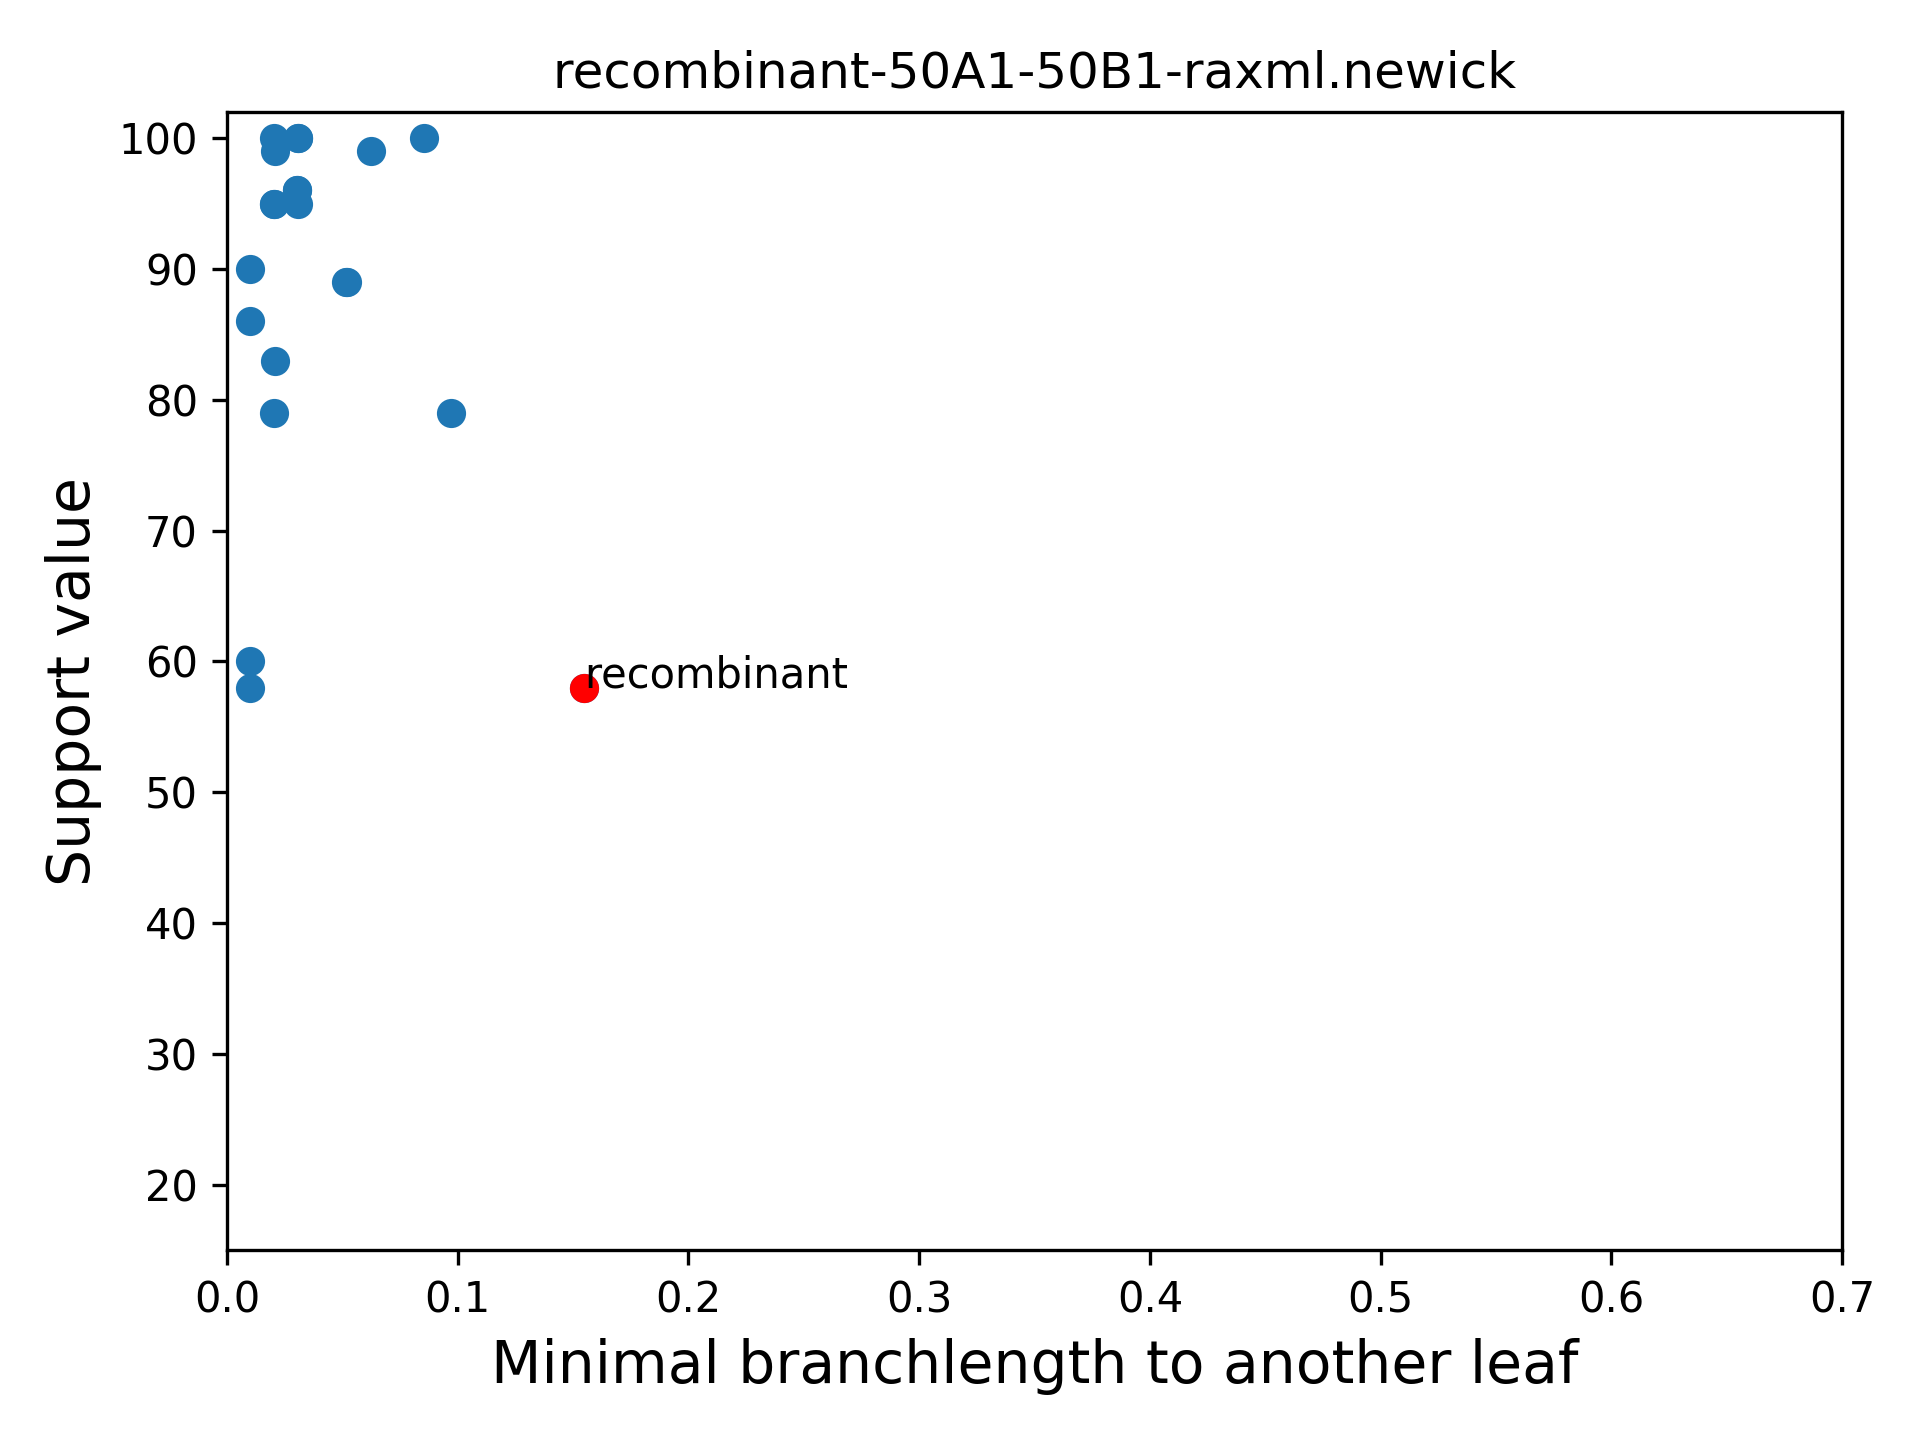 recombinant-50A1-50B1-raxml.newick
100
90
80
70
60
50
40
30
20
Support value
recombinant
0.0 0.1 0.2 0.3 0.4 0.5 0.6 0.7
Minimal branchlength to another leaf